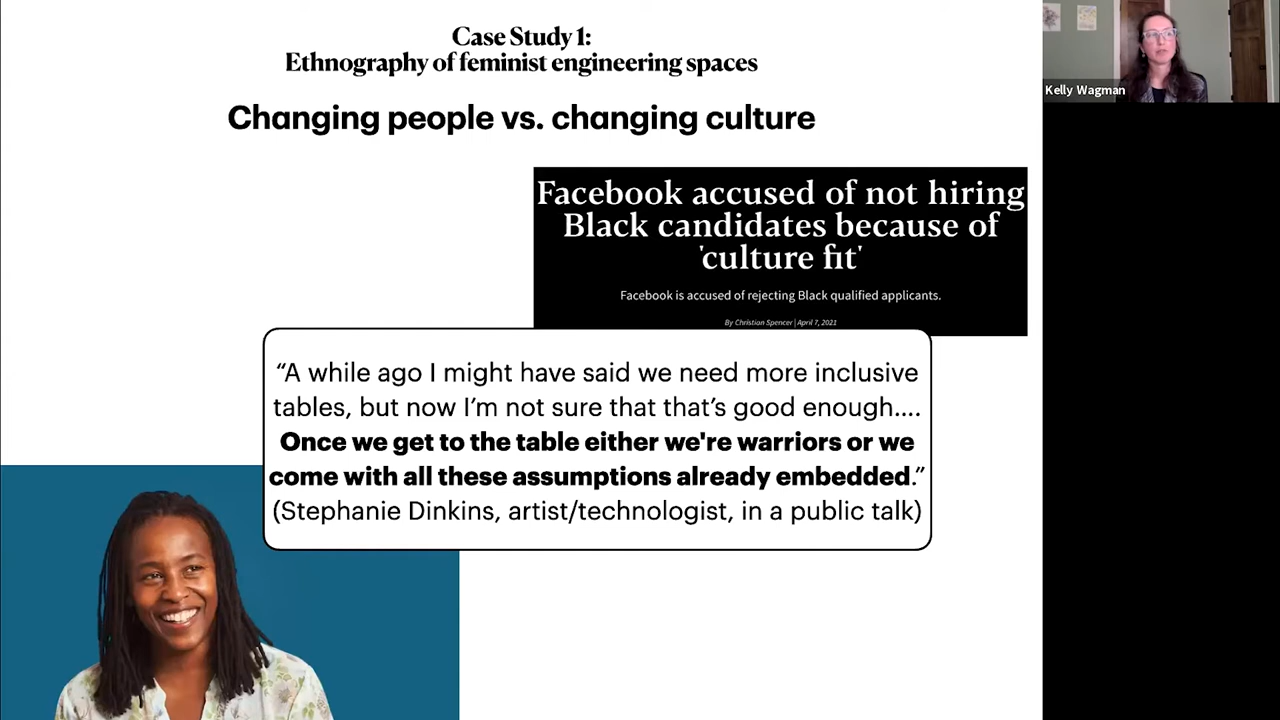 Case Study 1:
Ethnography of feminist engineering spaces
Changing people vs. changing culture
Kelly Wagman
Facebook accused of not hiring
Black candidates because of
'culture fit'
Facebook is accused of rejecting Black qualified applicants.
By Christian Spencer | April 7, 2021
“A while ago I might have said we need more inclusive
tables, but now I’m not sure that that’s good enough....
Once we get to the table either we're warriors or we
come with all these assumptions already embedded.”
(Stephanie Dinkins, artist/technologist, in a public talk)